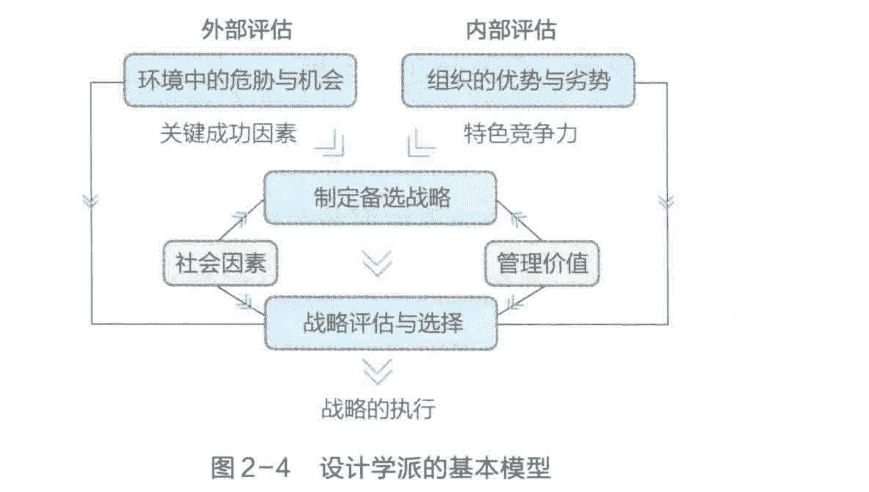 外部评估 内部评估
环境中的危胁与机会 组织的优势与劣势
关键成功因素 特色竞争力
制定备选战略
社会因素 管理价值
战略评估与选择
战略的执行
图2-4 设计学派的基本模型